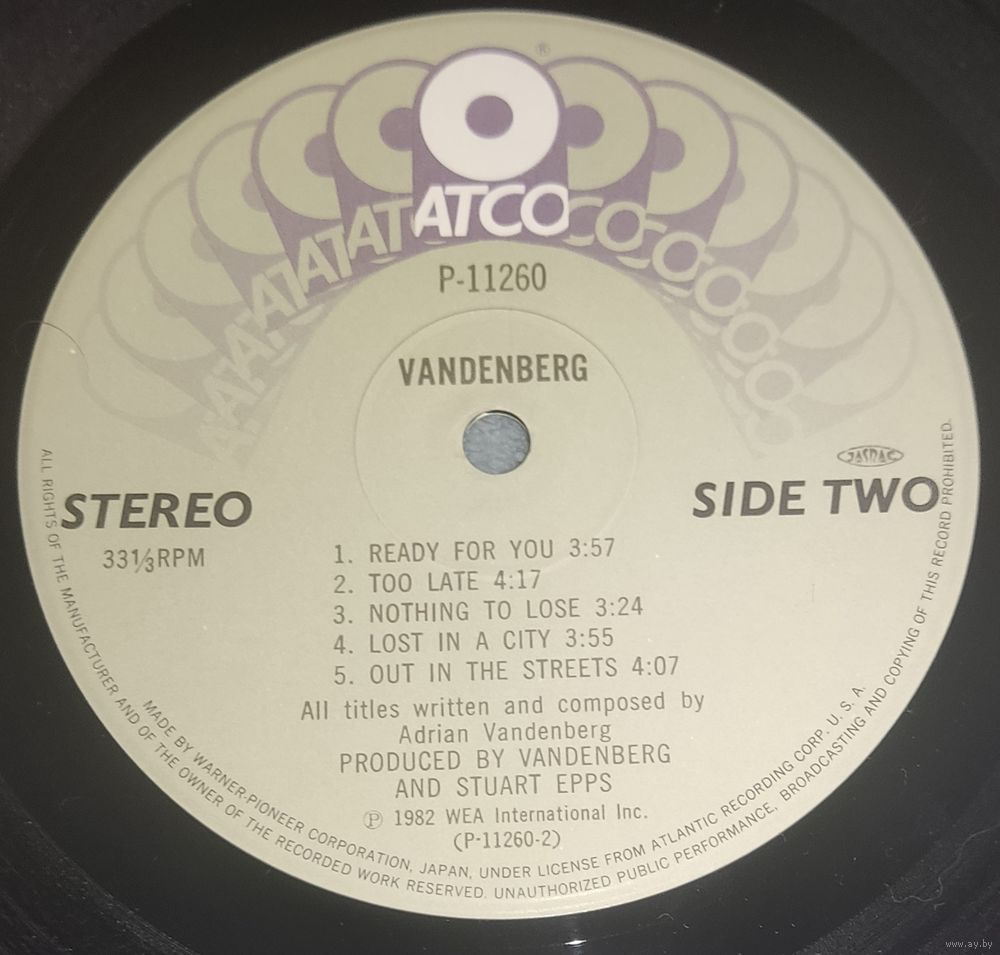 ATCO
®
P-11260
VANDENBERG
JASRAC
STEREO
SIDE TWO
33⅓RPM
1. READY FOR YOU 3:57
2. TOO LATE 4:17
3. NOTHING TO LOSE 3:24
4. LOST IN A CITY 3:55
5. OUT IN THE STREETS 4:07
All titles written and composed by
Adrian Vandenberg
PRODUCED BY VANDENBERG
AND STUART EPPS
℗ 1982 WEA International Inc.
(P-11260-2)
MADE BY WARNER-PIONEER CORPORATION, JAPAN, UNDER LICENSE FROM ATLANTIC RECORDING CORP. U. S. A.
ALL RIGHTS OF THE MANUFACTURER AND OF THE OWNER OF THE RECORDED WORK RESERVED. UNAUTHORIZED PUBLIC PERFORMANCE, BROADCASTING AND COPYING OF THIS RECORD PROHIBITED.
www.ay.by